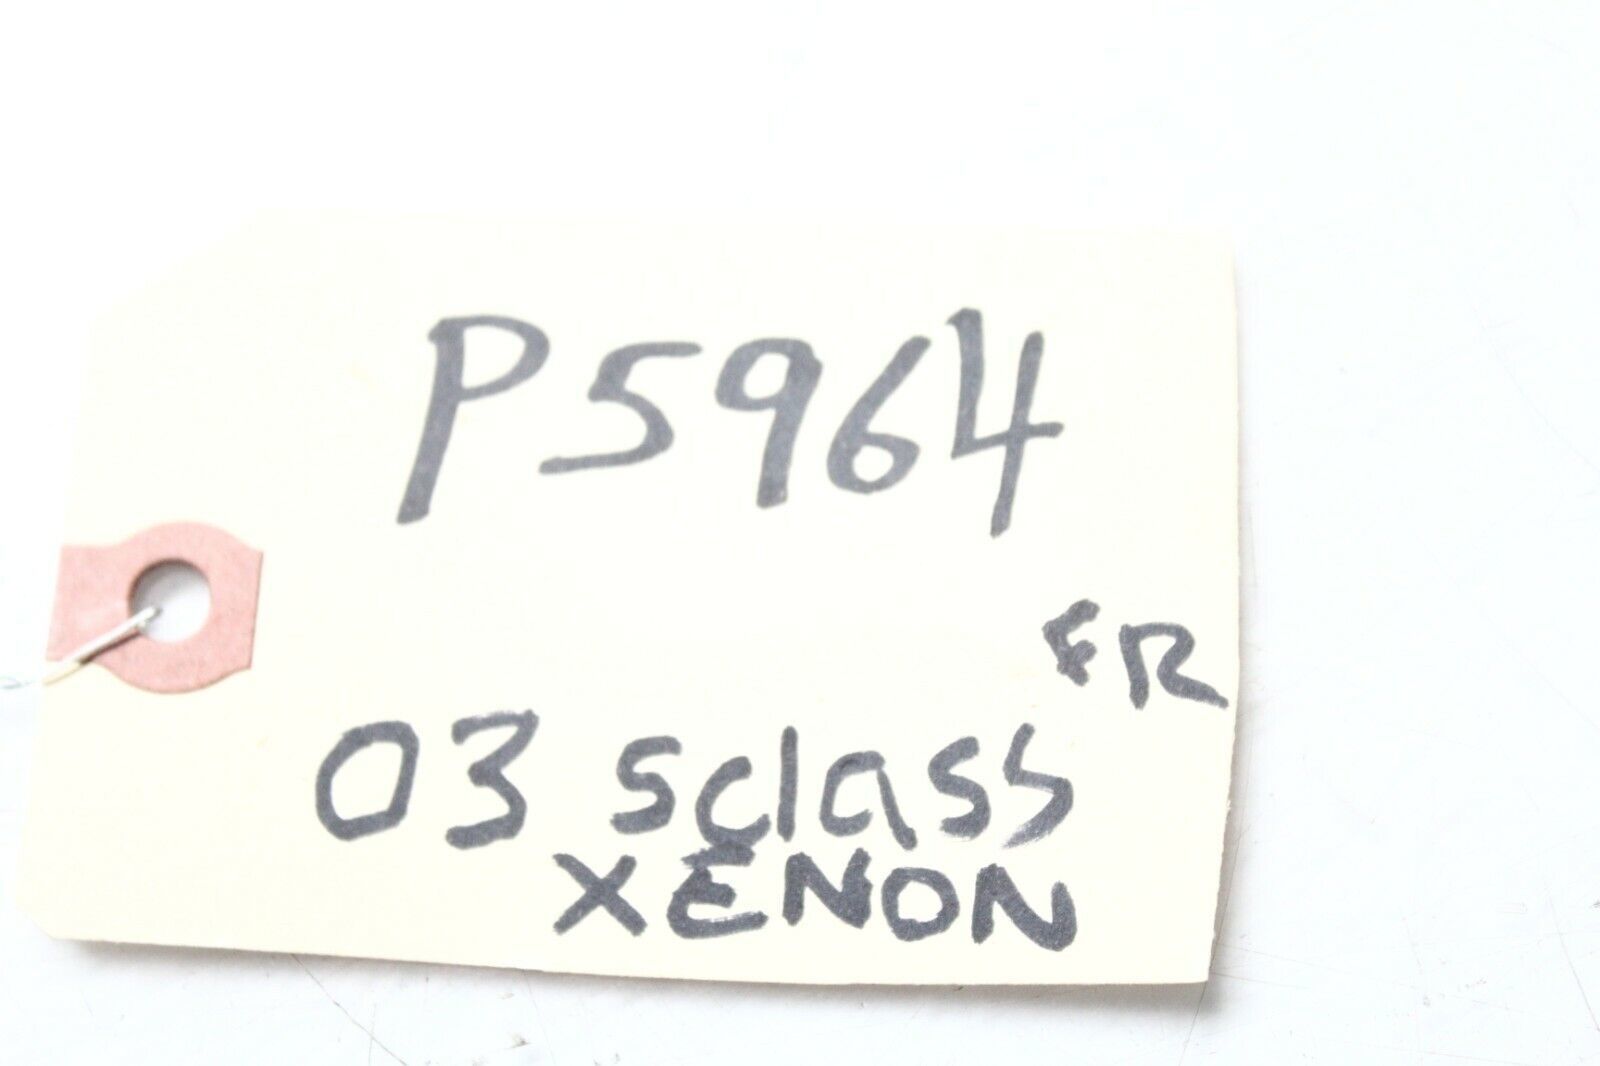 P5964
FR
03 sclass
XENON